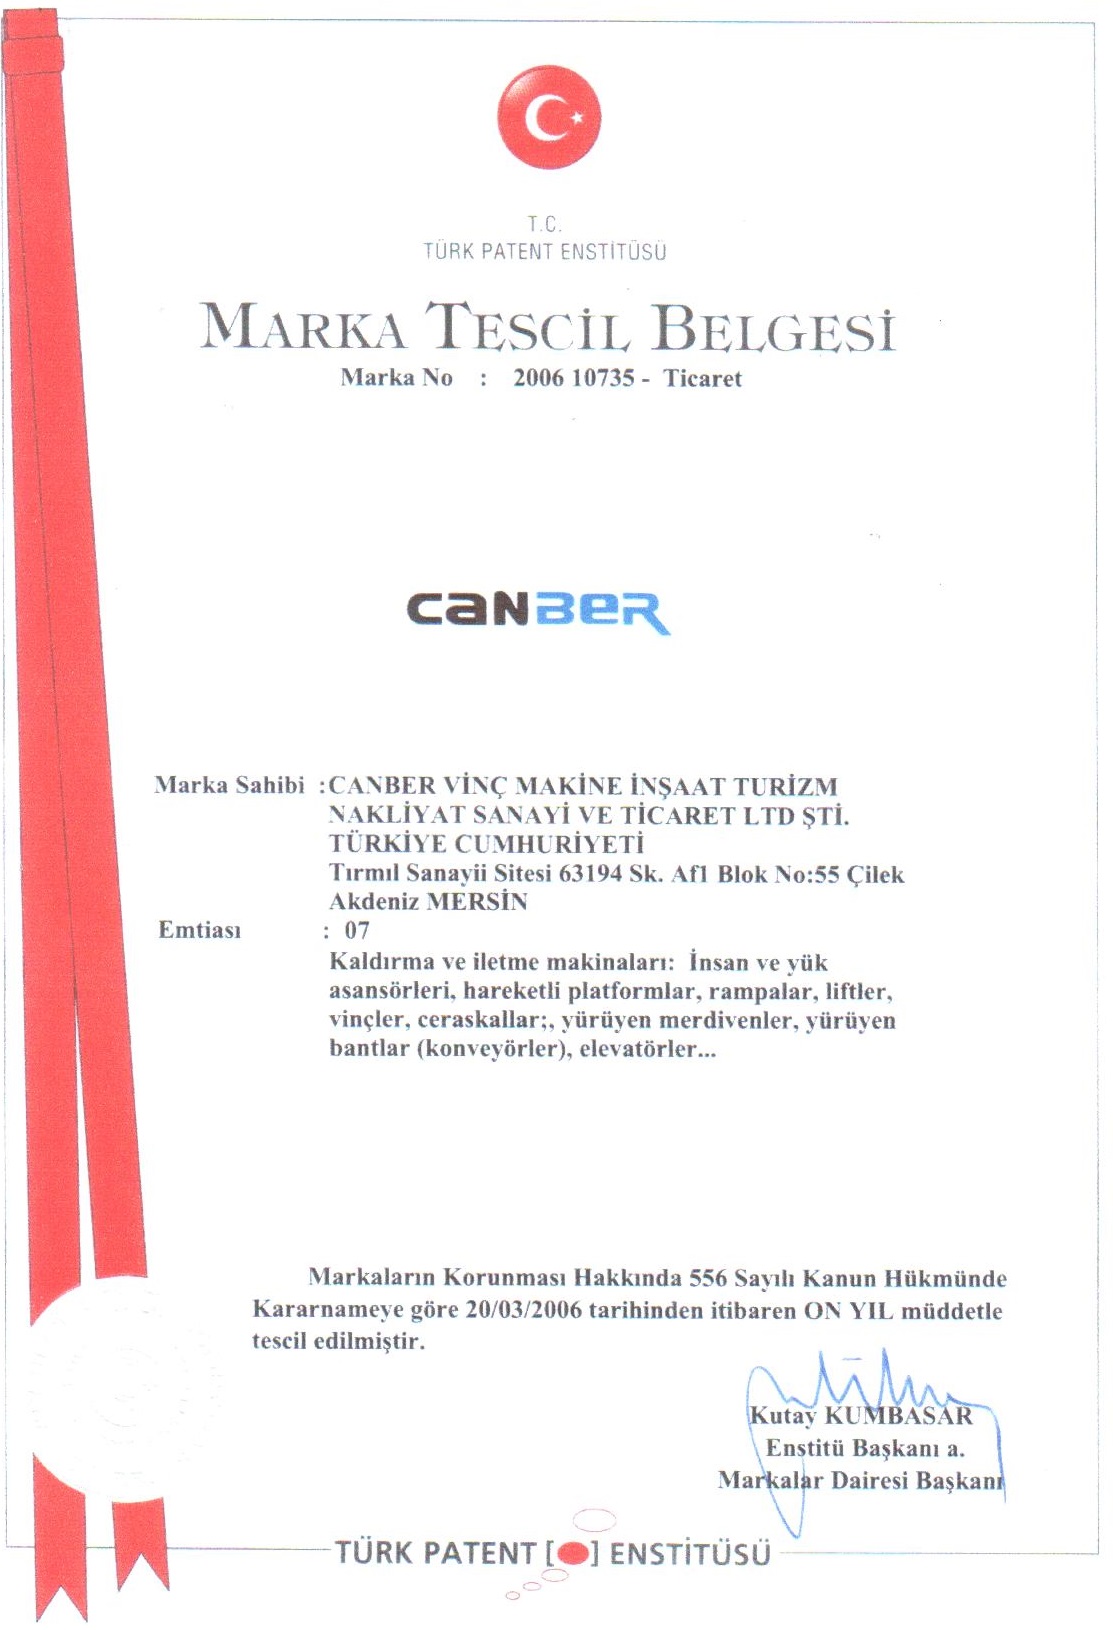 T.C.
TÜRK PATENT ENSTİTÜSÜ
MARKA TESCİL BELGESİ
Marka No : 2006 10735 - Ticaret
CANBER
Marka Sahibi :CANBER VİNÇ MAKİNE İNŞAAT TURİZM
NAKLİYAT SANAYİ VE TİCARET LTD ŞTİ.
TÜRKİYE CUMHURİYETİ
Tırmıl Sanayii Sitesi 63194 Sk. Af1 Blok No:55 Çilek
Akdeniz MERSİN
Emtiası : 07
Kaldırma ve iletme makinaları: İnsan ve yük
asansörleri, hareketli platformlar, rampalar, liftler,
vinçler, ceraskallar;, yürüyen merdivenler, yürüyen
bantlar (konveyörler), elevatörler...
Markaların Korunması Hakkında 556 Sayılı Kanun Hükmünde
Kararnameye göre 20/03/2006 tarihinden itibaren ON YIL müddetle
tescil edilmiştir.
Kutay KUMBASAR
Enstitü Başkanı a.
Markalar Dairesi Başkanı
TÜRK PATENT [●] ENSTİTÜSÜ